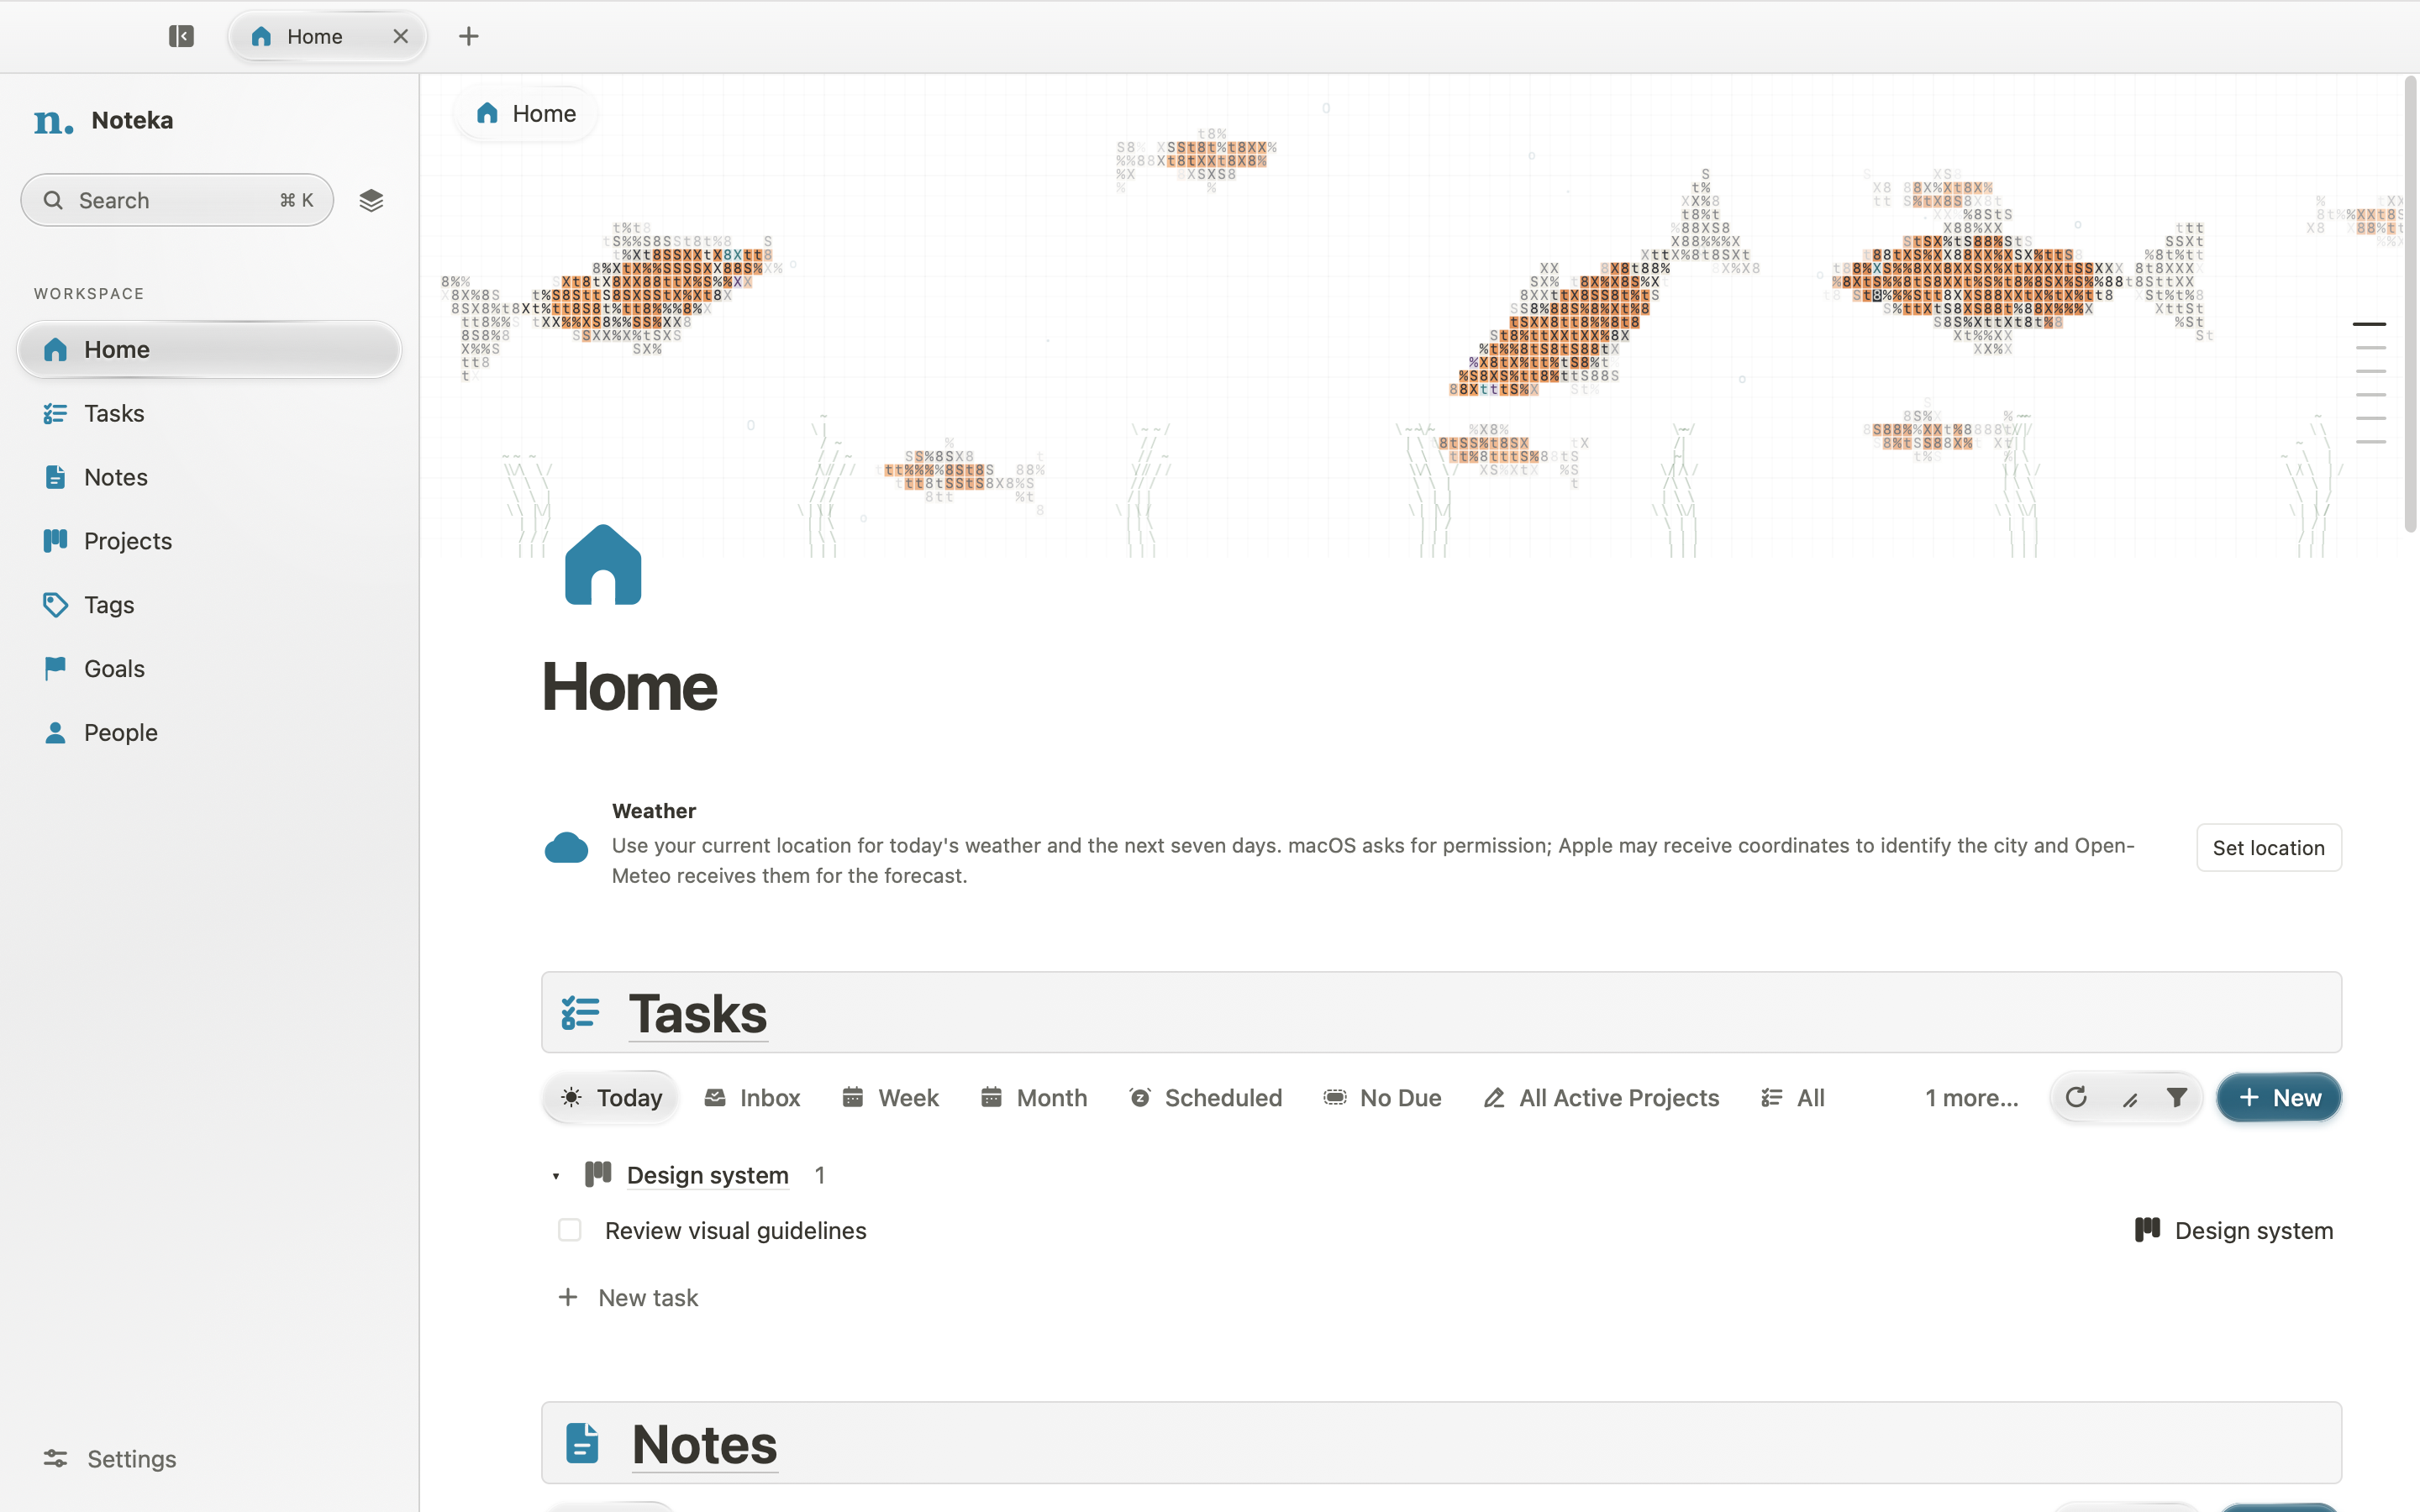 Home
n. Noteka
Search ⌘ K
WORKSPACE
Home
Tasks
Notes
Projects
Tags
Goals
People
Settings
Home
Home
Weather
Use your current location for today's weather and the next seven days. macOS asks for permission; Apple may receive coordinates to identify the city and Open-
Meteo receives them for the forecast.
Set location
Tasks
Today Inbox Week Month Scheduled No Due All Active Projects All 1 more... New
Design system 1
Review visual guidelines Design system
New task
Notes